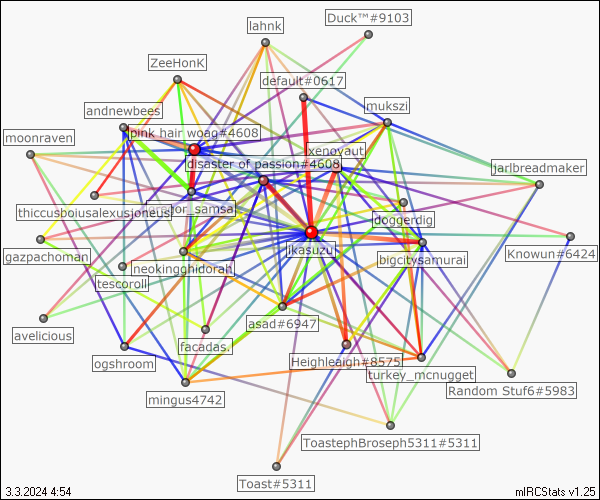 Duck™#9103
lahnk
ZeeHonK
default#0617
mukszi
andnewbees
pink hair woag#4608
moonraven
xenoyaut
disaster of passion#4608
jarlbreadmaker
thiccusboiusalexusjoneus
samsal
doggerdig
gazpachoman
ikasuzu
Knowun#6424
neokingghidorah
bigcitysamurai
tescoroll
asad#6947
avelicious
facadas.
ogshroom
Heighleaigh#8575
turkey_mcnugget
Random Stuf6#5983
mingus4742
ToastephBroseph5311#5311
Toast#5311
3.3.2024 4:54
mIRCStats v1.25